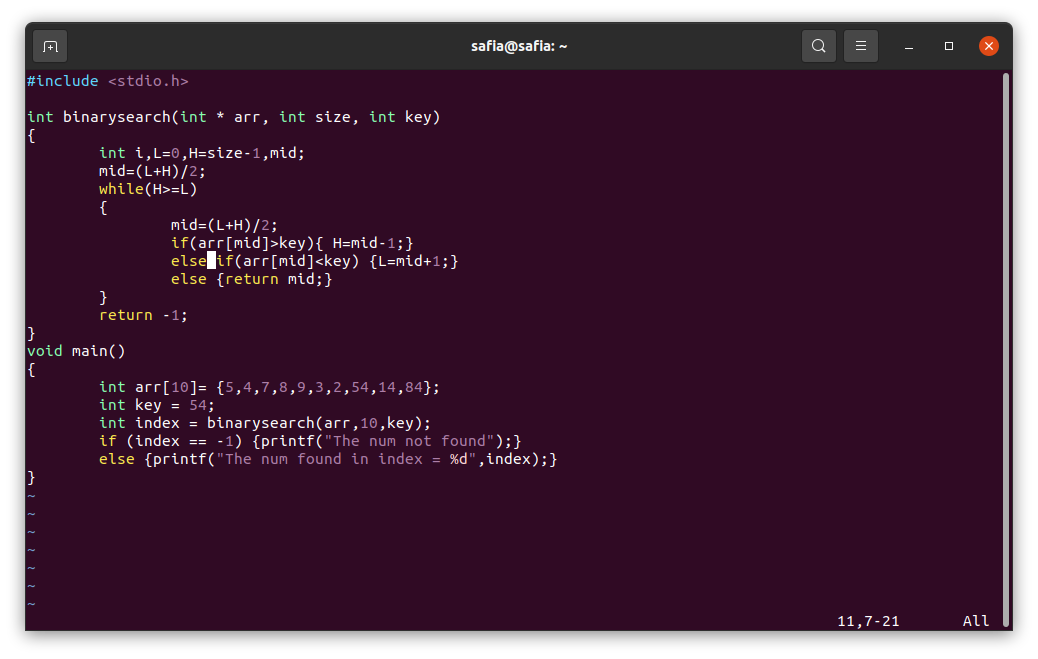 safia@safia: ~
#include <stdio.h>
int binarysearch(int * arr, int size, int key)
{
int i,L=0,H=size-1,mid;
mid=(L+H)/2;
while(H>=L)
{
mid=(L+H)/2;
if(arr[mid]>key){ H=mid-1;}
else if(arr[mid]<key) {L=mid+1;}
else {return mid;}
}
return -1;
}
void main()
{
int arr[10]= {5,4,7,8,9,3,2,54,14,84};
int key = 54;
int index = binarysearch(arr,10,key);
if (index == -1) {printf("The num not found");}
else {printf("The num found in index = %d",index);}
}
~
~
~
~
~
~
~
11,7-21 All